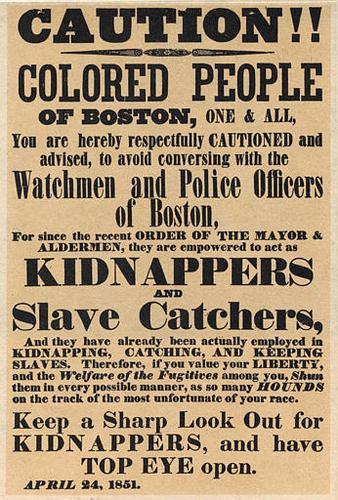 CAUTION!!
COLORED PEOPLE
OF BOSTON, ONE & ALL,
You are hereby respectfully CAUTIONED and
advised, to avoid conversing with the
Watchmen and Police Officers
of Boston,
For since the recent ORDER OF THE MAYOR &
ALDERMEN, they are empowered to act as
KIDNAPPERS
AND
Slave Catchers,
And they have already been actually employed in
KIDNAPPING, CATCHING, AND KEEPING
SLAVES. Therefore, if you value your LIBERTY,
and the Welfare of the Fugitives among you, Shun
them in every possible manner, as so many HOUNDS
on the track of the most unfortunate of your race.
Keep a Sharp Look Out for
KIDNAPPERS, and have
TOP EYE open.
APRIL 24, 1851.